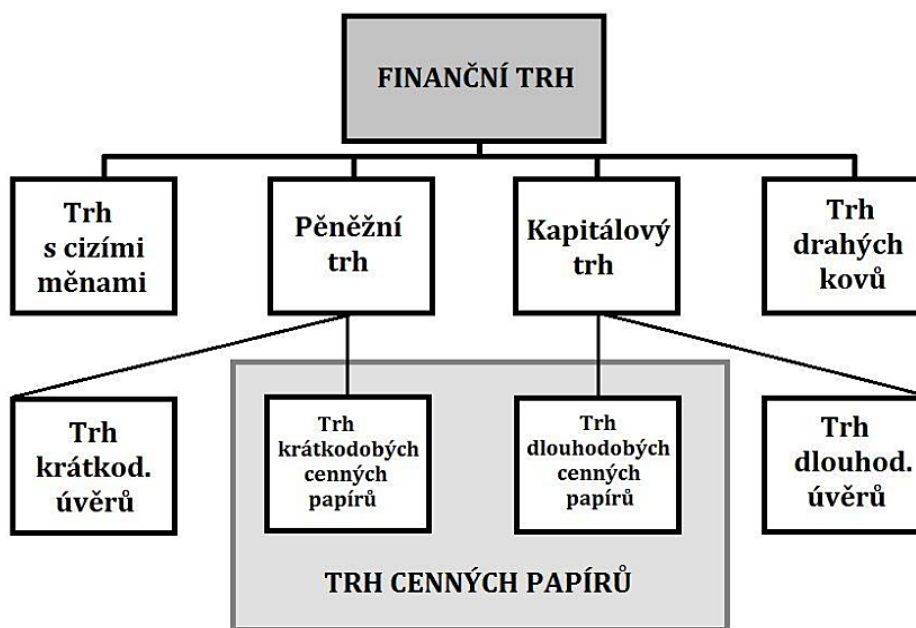 FINANČNÍ TRH
Trh
s cizími
měnami
Pěněžní
trh
Kapitálový
trh
Trh
drahých
kovů
Trh
krátkod.
úvěrů
Trh
krátkodobých
cenných
papírů
Trh
dlouhodobých
cenných
papírů
Trh
dlouhod.
úvěrů
TRH CENNÝCH PAPÍRŮ